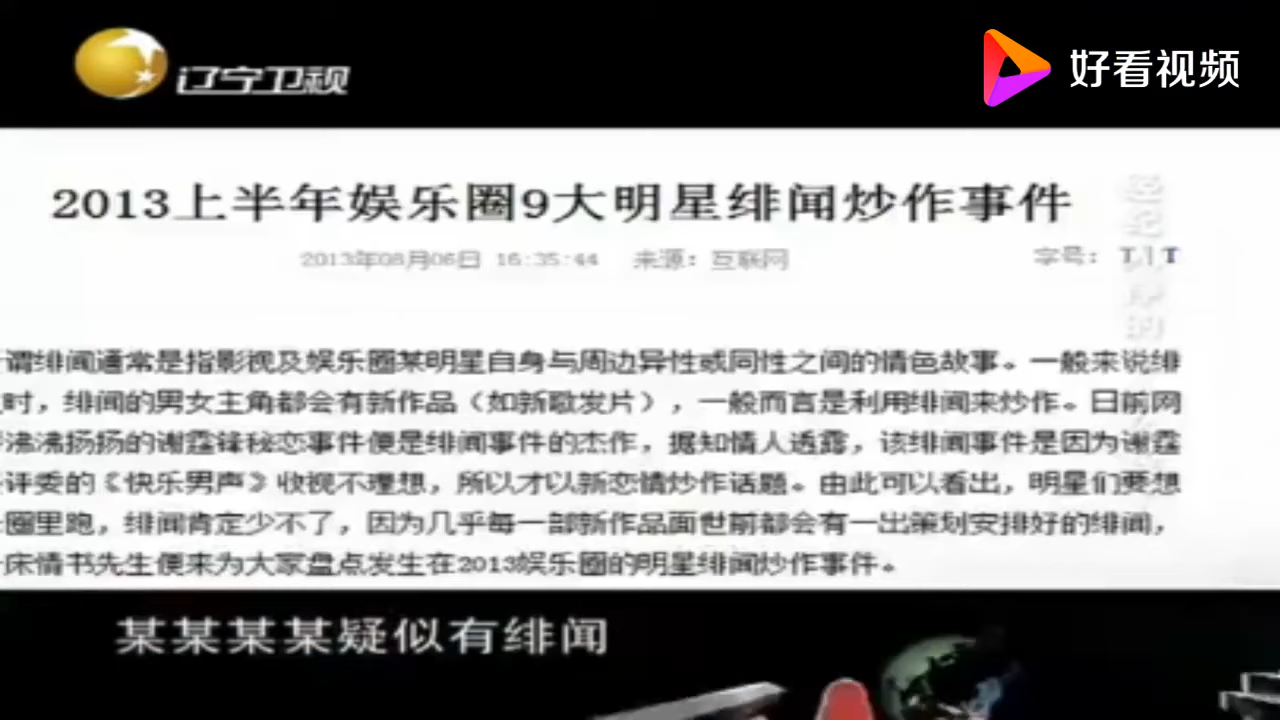 辽宁卫视
好看视频
2013上半年娱乐圈9大明星绯闻炒作事件
2013年08月06日 16:35:44 来源：互联网
字号： T | T
谓绯闻通常是指影视及娱乐圈某明星自身与周边异性或同性之间的情色故事。一般来说绯
时，绯闻的男女主角都会有新作品（如新歌发片），一般而言是利用绯闻来炒作。日前网
沸沸扬扬的谢霆锋秘恋事件便是绯闻事件的杰作，据知情人透露，该绯闻事件是因为谢霆
评委的《快乐男声》收视不理想，所以才以新恋情炒作话题。由此可以看出，明星们要想
圈里跑，绯闻肯定少不了，因为几乎每一部新作品面世前都会有一出策划安排好的绯闻，
床情书先生便来为大家盘点发生在2013娱乐圈的明星绯闻炒作事件。
某某某某疑似有绯闻